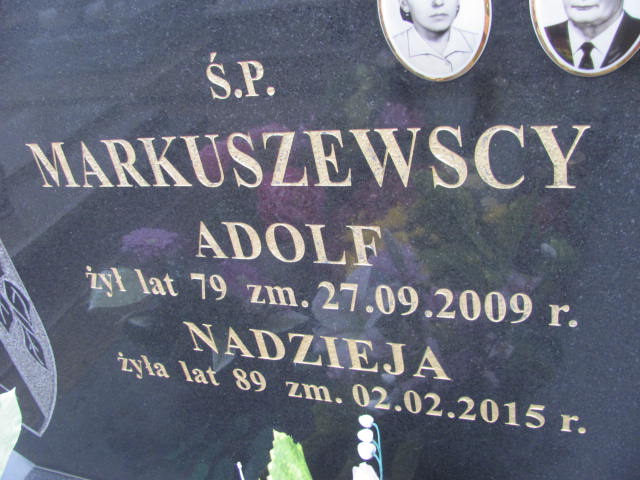 Ś.P.
MARKUSZEWSCY
ADOLF
żył lat 79 zm. 27.09.2009 r.
NADZIEJA
żyła lat 89 zm. 02.02.2015 r.